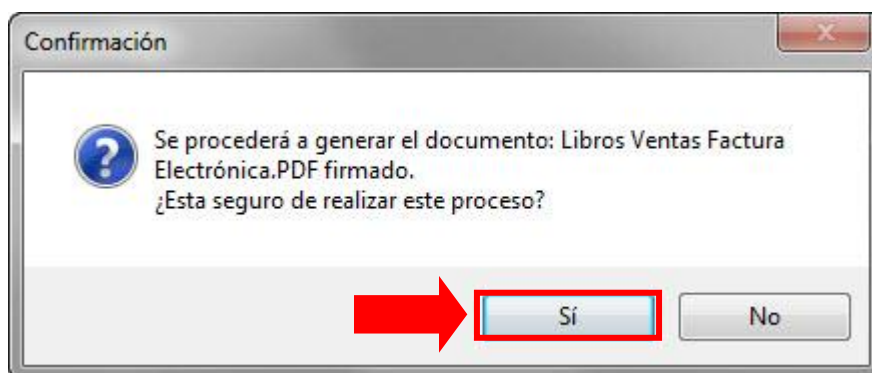 Confirmación
Se procederá a generar el documento: Libros Ventas Factura
Electrónica.PDF firmado.
¿Esta seguro de realizar este proceso?
Sí
No